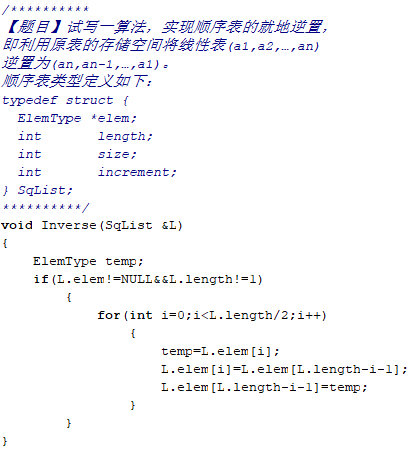 /**********
【题目】试写一算法，实现顺序表的就地逆置，
即利用原表的存储空间将线性表(a1,a2,…,an)
逆置为(an,an-1,…,a1)。
顺序表类型定义如下：
typedef struct {
  ElemType *elem;
  int       length;
  int       size;
  int       increment;
} SqList;
**********/
void Inverse(SqList &L)
{
    ElemType temp;
    if(L.elem!=NULL&&L.length!=1)
        {
            for(int i=0;i<L.length/2;i++)
                {
                    temp=L.elem[i];
                    L.elem[i]=L.elem[L.length-i-1];
                    L.elem[L.length-i-1]=temp;
                }
        }
}